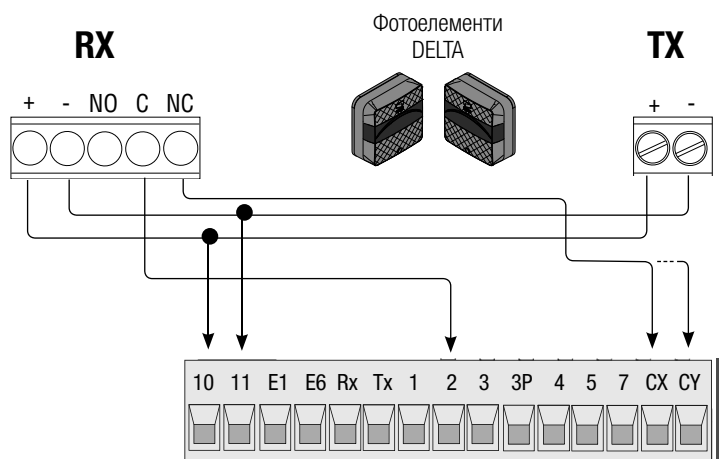 Фотоелементи
DELTA
RX
TX
+ - NO C NC
+ -
10 11 E1 E6 Rx Tx 1 2 3 3P 4 5 7 CX CY